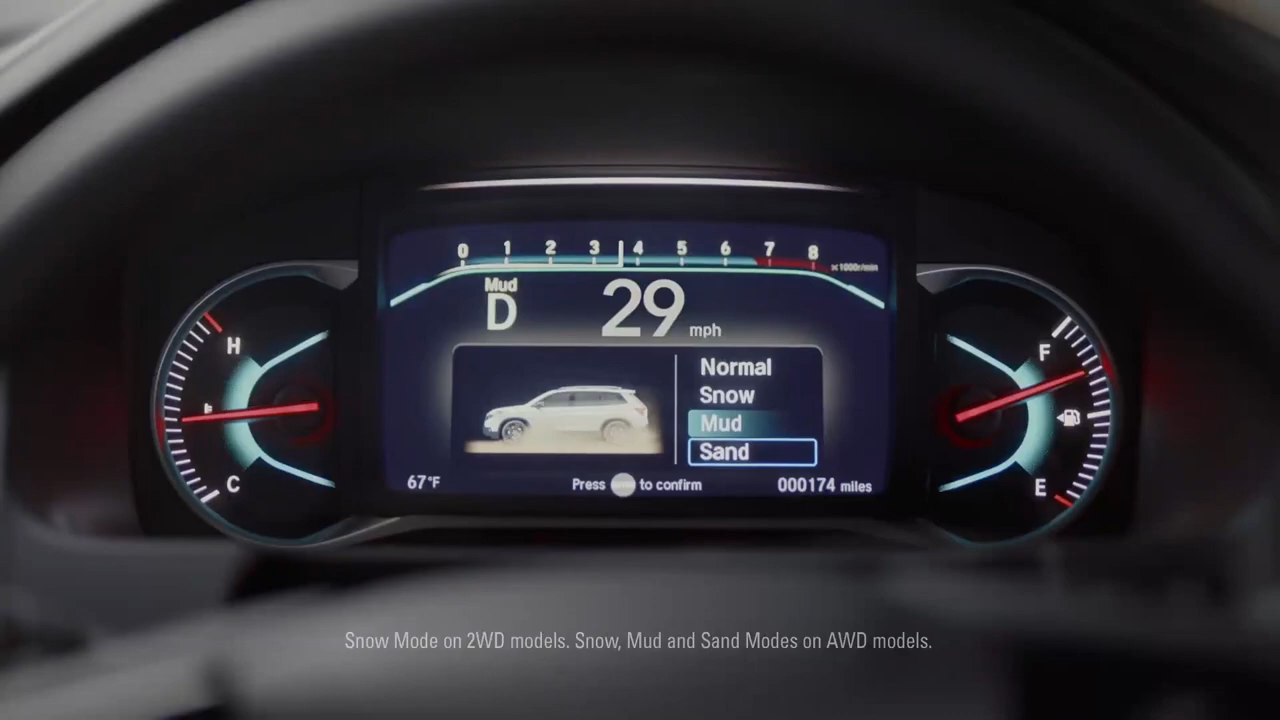 0 1 2 3 4 5 6 7 8
x1000r/min
Mud
D
29 mph
H
C
Normal
Snow
Mud
Sand
F
E
67°F
Press
to confirm
000174 miles
Snow Mode on 2WD models. Snow, Mud and Sand Modes on AWD models.